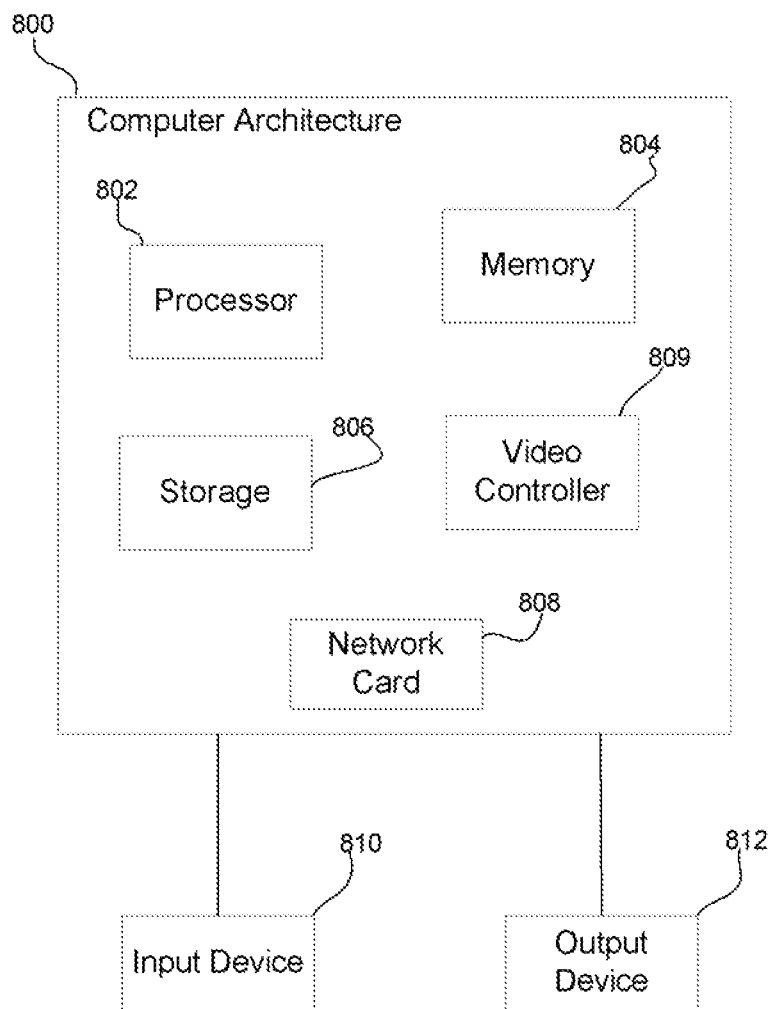 800
Computer Architecture
804
802
Memory
Processor
809
806
Video
Controller
Storage
808
Network
Card
810
812
Input Device
Output
Device